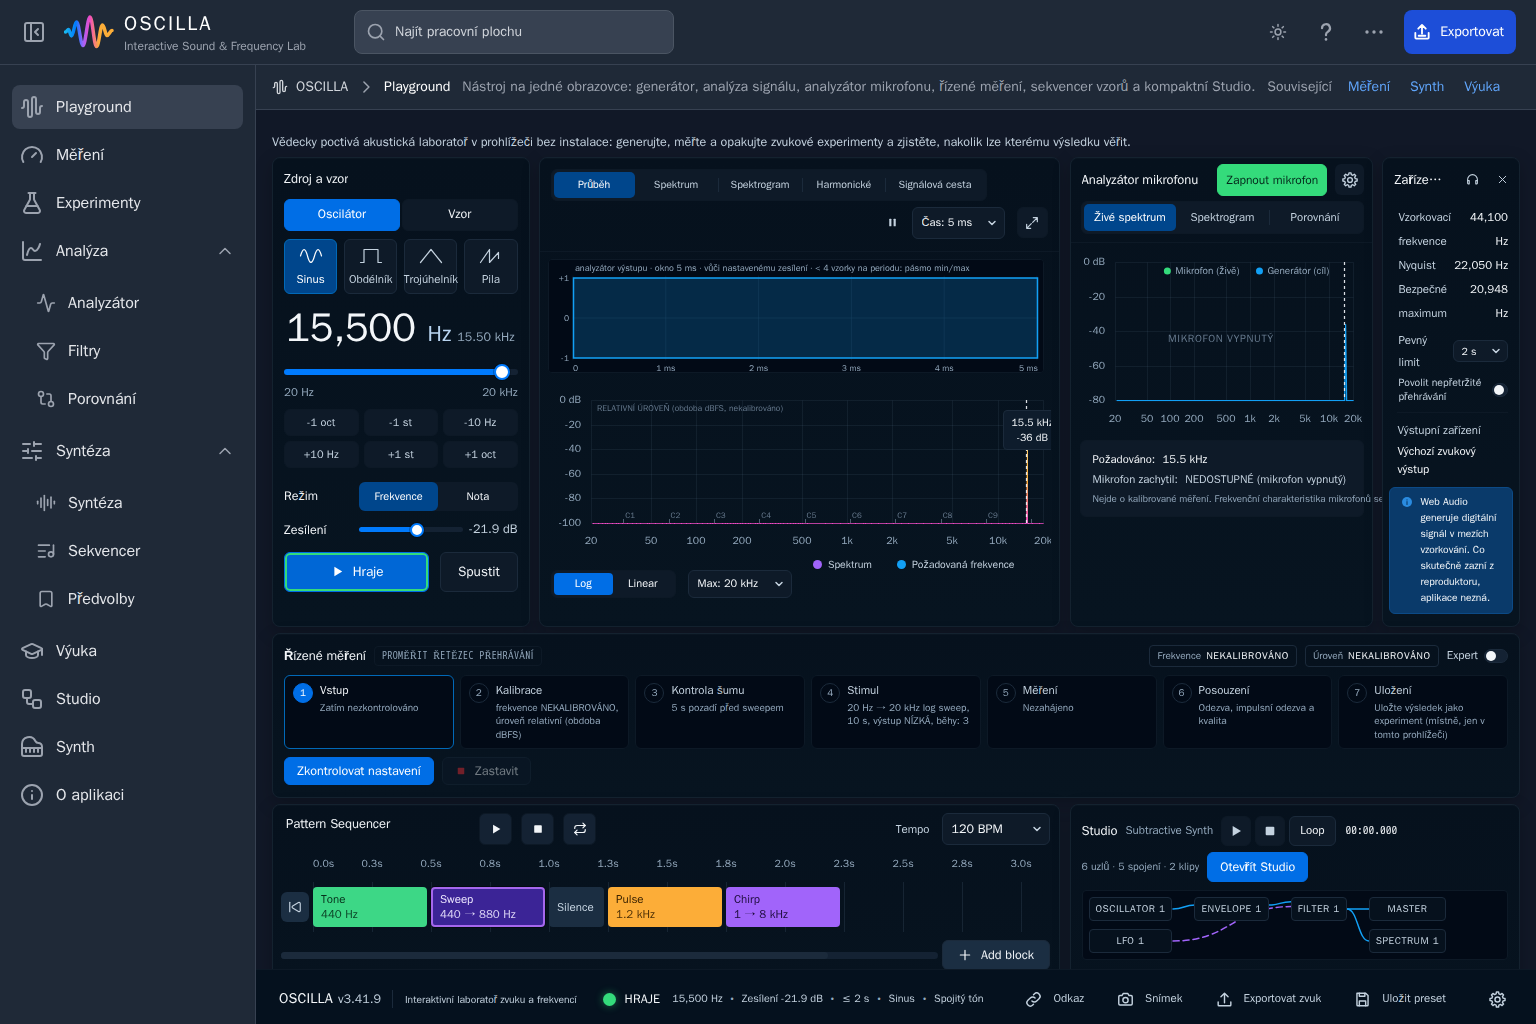 OSCILLA
Interactive Sound & Frequency Lab
Najít pracovní plochu
Exportovat
Playground
Měření
Experimenty
Analýza
Analyzátor
Filtry
Porovnání
Syntéza
Syntéza
Sekvencer
Předvolby
Výuka
Studio
Synth
O aplikaci
OSCILLA Playground Nástroj na jedné obrazovce: generátor, analýza signálu, analyzátor mikrofonu, řízené měření, sekvencer vzorů a kompaktní Studio. Související Měření Synth Výuka
Vědecky poctivá akustická laboratoř v prohlížeči bez instalace: generujte, měřte a opakujte zvukové experimenty a zjistěte, nakolik lze kterému výsledku věřit.
Zdroj a vzor
Oscilátor Vzor
Sinus Obdélník Trojúhelník Pila
15,500 Hz 15.50 kHz
20 Hz 20 kHz
-1 oct -1 st -10 Hz
+10 Hz +1 st +1 oct
Režim Frekvence Nota
Zesílení -21.9 dB
Hraje Spustit
Průběh Spektrum Spektrogram Harmonické Signálová cesta
Čas: 5 ms
analyzátor výstupu · okno 5 ms · vůči nastavenému zesílení · < 4 vzorky na periodu: pásmo min/max
+1
0
-1
0 1 ms 2 ms 3 ms 4 ms 5 ms
0 dB
RELATIVNÍ ÚROVEŇ (obdoba dBFS, nekalibrováno)
15.5 kHz
-36 dB
-20
-40
-60
-80
-100
C1 C2 C3 C4 C5 C6 C7 C8 C9
20 50 100 200 500 1k 2k 5k 10k 20k
Spektrum Požadovaná frekvence
Log Linear Max: 20 kHz
Analyzátor mikrofonu Zapnout mikrofon
Živé spektrum Spektrogram Porovnání
0 dB
Mikrofon (živě) Generátor (cíl)
-20
-40
MIKROFON VYPNUTÝ
-60
-80
20 50 100 200 500 1k 2k 5k 10k 20k
Požadováno: 15.5 kHz
Mikrofon zachytil: NEDOSTUPNÉ (mikrofon vypnutý)
Nejde o kalibrované měření. Frekvenční charakteristika mikrofonů se
Zaříze···
Vzorkovací frekvence 44,100 Hz
Nyquist 22,050 Hz
Bezpečné maximum 20,948 Hz
Pevný limit 2 s
Povolit nepřetržité
přehrávání
Výstupní zařízení
Výchozí zvukový
výstup
Web Audio
generuje digitální
signál v mezích
vzorkování. Co
skutečně zazní z
reproduktoru,
aplikace nezná.
Řízené měření PROMĚŘIT ŘETĚZEC PŘEHRÁVÁNÍ
Frekvence NEKALIBROVÁNO Úroveň NEKALIBROVÁNO Expert
1 Vstup
Zatím nezkontrolováno
2 Kalibrace
frekvence NEKALIBROVÁNO,
úroveň relativní (obdoba
dBFS)
3 Kontrola šumu
5 s pozadí před sweepem
4 Stimul
20 Hz → 20 kHz log sweep,
10 s, výstup NÍZKÁ, běhy: 3
5 Měření
Nezahájeno
6 Posouzení
Odezva, impulsní odezva a
kvalita
7 Uložení
Uložte výsledek jako
experiment (místně, jen v
tomto prohlížeči)
Zkontrolovat nastavení Zastavit
Pattern Sequencer Tempo 120 BPM
0.0s 0.3s 0.5s 0.8s 1.0s 1.3s 1.5s 1.8s 2.0s 2.3s 2.5s 2.8s 3.0s
Tone
440 Hz
Sweep
440 → 880 Hz
Silence
Pulse
1.2 kHz
Chirp
1 → 8 kHz
Add block
Studio Subtractive Synth Loop 00:00.000
6 uzlů · 5 spojení · 2 klipy Otevřít Studio
OSCILLATOR 1 ENVELOPE 1 FILTER 1 MASTER
LFO 1 SPECTRUM 1
OSCILLA v3.41.9 Interaktivní laboratoř zvuku a frekvencí HRAJE 15,500 Hz • Zesílení -21.9 dB • ≤ 2 s • Sinus • Spojitý tón Odkaz Snímek Exportovat zvuk Uložit preset